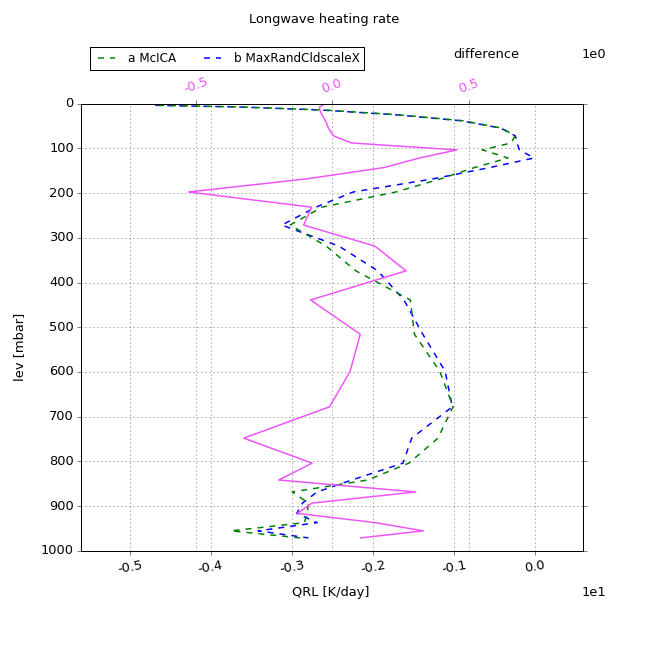 Longwave heating rate
a McICA b MaxRandCldscaleX difference 1e0
-0.5 0.0 0.5
0
100
200
300
400
500
600
700
800
900
1000
lev [mbar]
-0.5 -0.4 -0.3 -0.2 -0.1 0.0
QRL [K/day] 1e1